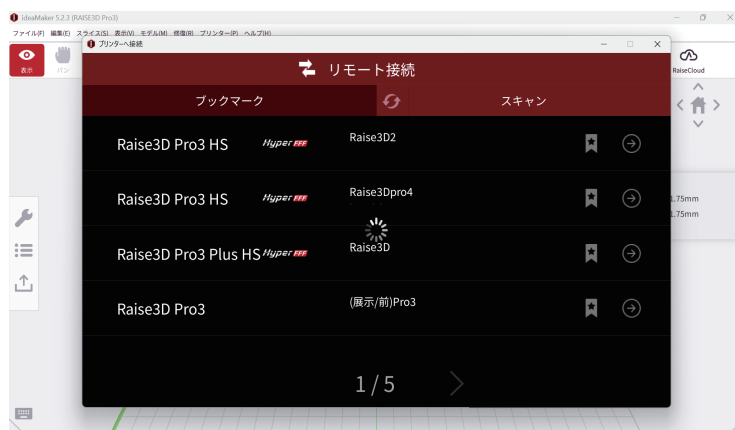 ideaMaker 5.2.3 (RAISE3D Pro3)
ファイル(F) 編集(E) スライス(S) 表示(V) モデル(M) 修復(R) プリンター(P) ヘルプ(H)
プリンターへ接続
表示
パン
RaiseCloud
リモート接続
ブックマーク
スキャン
Raise3D Pro3 HS Hyper FFF Raise3D2
Raise3D Pro3 HS Hyper FFF Raise3Dpro4
1.75mm
1.75mm
Raise3D Pro3 Plus HS Hyper FFF Raise3D
Raise3D Pro3 (展示/前)Pro3
1 / 5